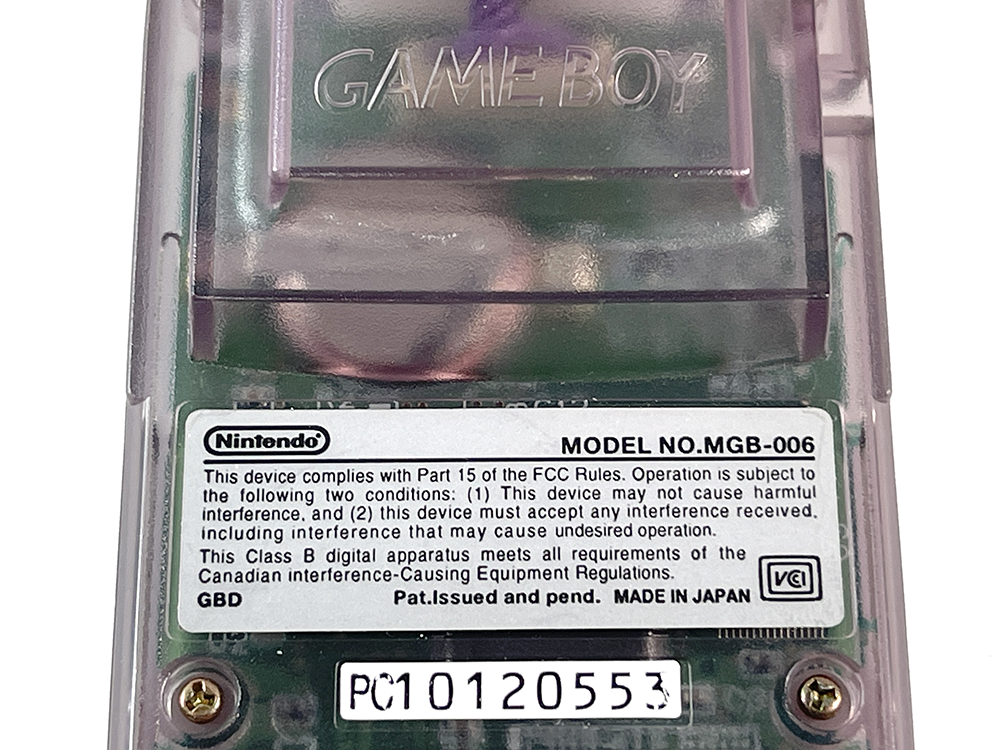 GAME BOY
Nintendo
MODEL NO.MGB-006
This device complies with Part 15 of the FCC Rules. Operation is subject to
the following two conditions: (1) This device may not cause harmful
interference, and (2) this device must accept any interference received,
including interference that may cause undesired operation.
This Class B digital apparatus meets all requirements of the
Canadian interference-Causing Equipment Regulations.
VCI
GBD
Pat.Issued and pend. MADE IN JAPAN
PC10120553